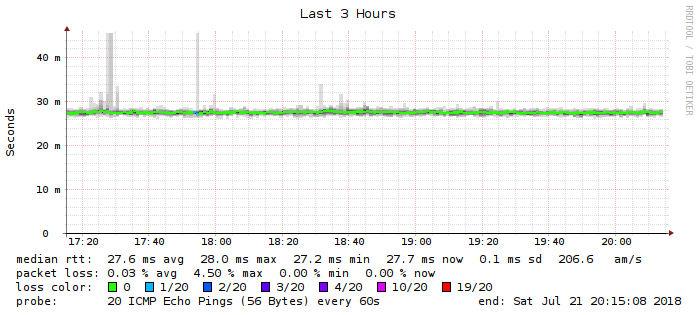 Last 3 Hours
RRDTOOL / TOBI OETIKER
Seconds
40 m
30 m
20 m
10 m
0
17:20 17:40 18:00 18:20 18:40 19:00 19:20 19:40 20:00
median rtt: 27.6 ms avg 28.0 ms max 27.2 ms min 27.7 ms now 0.1 ms sd 206.6 am/s
packet loss: 0.03 % avg 4.50 % max 0.00 % min 0.00 % now
loss color: 0 1/20 2/20 3/20 4/20 10/20 19/20
probe: 20 ICMP Echo Pings (56 Bytes) every 60s end: Sat Jul 21 20:15:08 2018